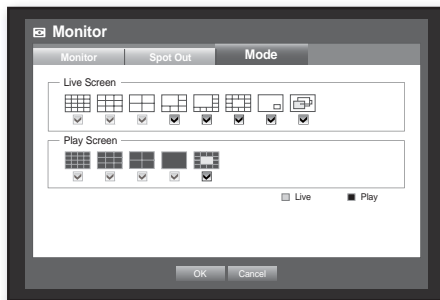 Monitor
Monitor Spot Out Mode
Live Screen
Play Screen
Live Play
OK Cancel